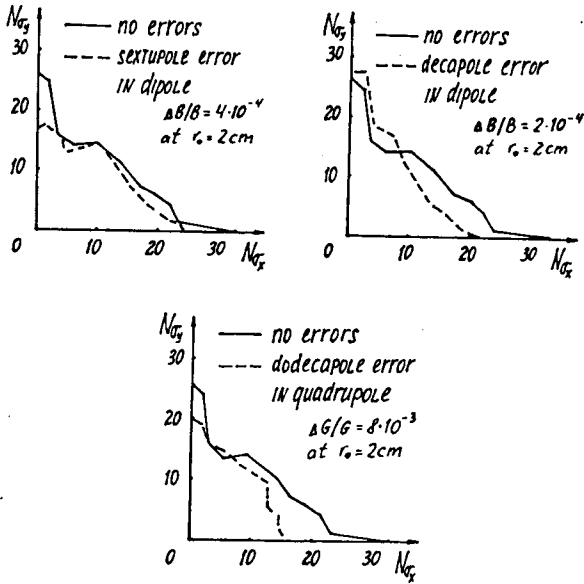 Nσy
no errors
sextupole error
in dipole
ΔB/B = 4·10⁻⁴
at r₀ = 2cm
30
20
10
0
10
20
30
Nσx
Nσy
no errors
decapole error
in dipole
ΔB/B = 2·10⁻⁴
at r₀ = 2cm
30
20
10
0
10
20
30
Nσx
Nσy
no errors
dodecapole error
in quadrupole
ΔG/G = 8·10⁻³
at r₀ = 2cm
30
20
10
0
10
20
30
Nσx